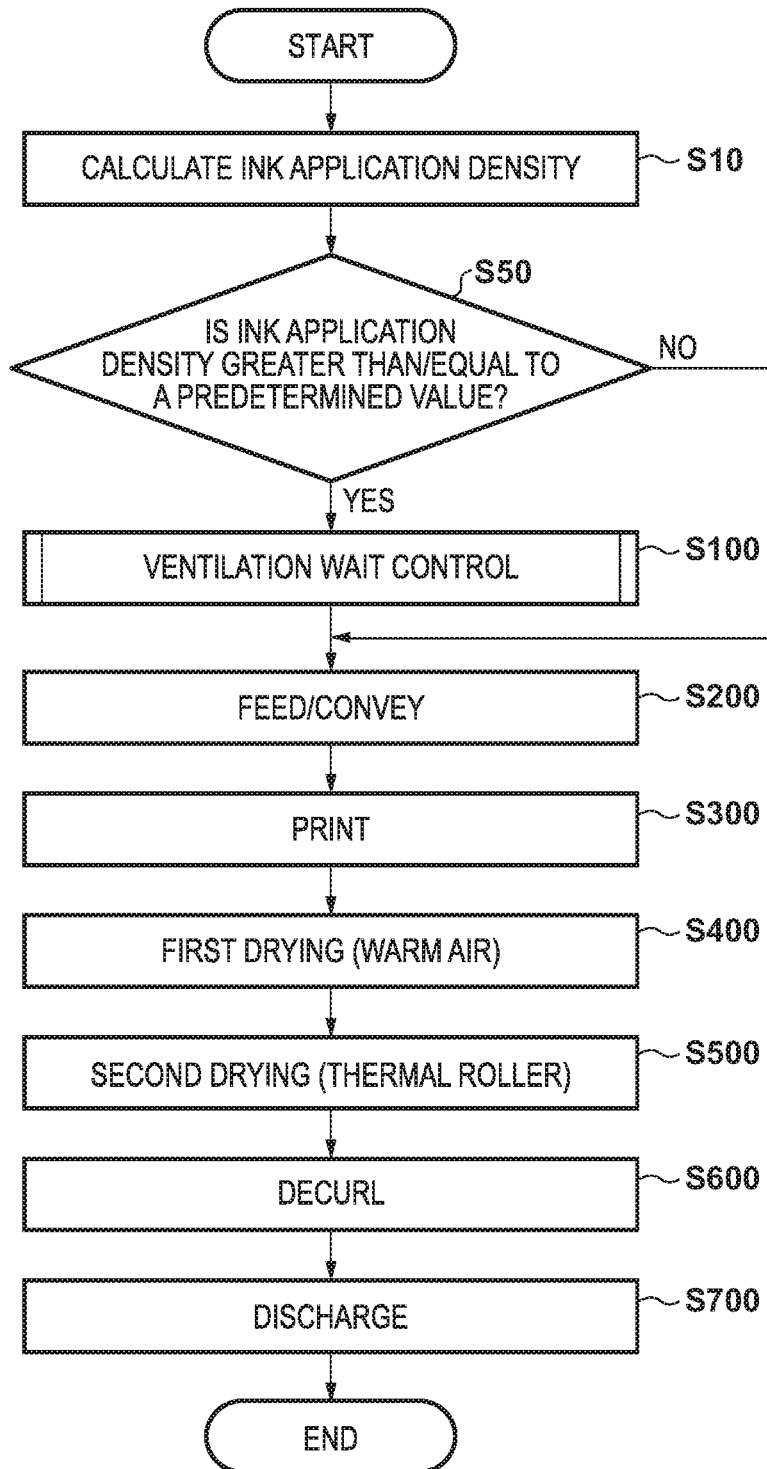 START
CALCULATE INK APPLICATION DENSITY
S10
S50
IS INK APPLICATION
DENSITY GREATER THAN/EQUAL TO
A PREDETERMINED VALUE?
NO
YES
VENTILATION WAIT CONTROL
S100
FEED/CONVEY
S200
PRINT
S300
FIRST DRYING (WARM AIR)
S400
SECOND DRYING (THERMAL ROLLER)
S500
DECURL
S600
DISCHARGE
S700
END